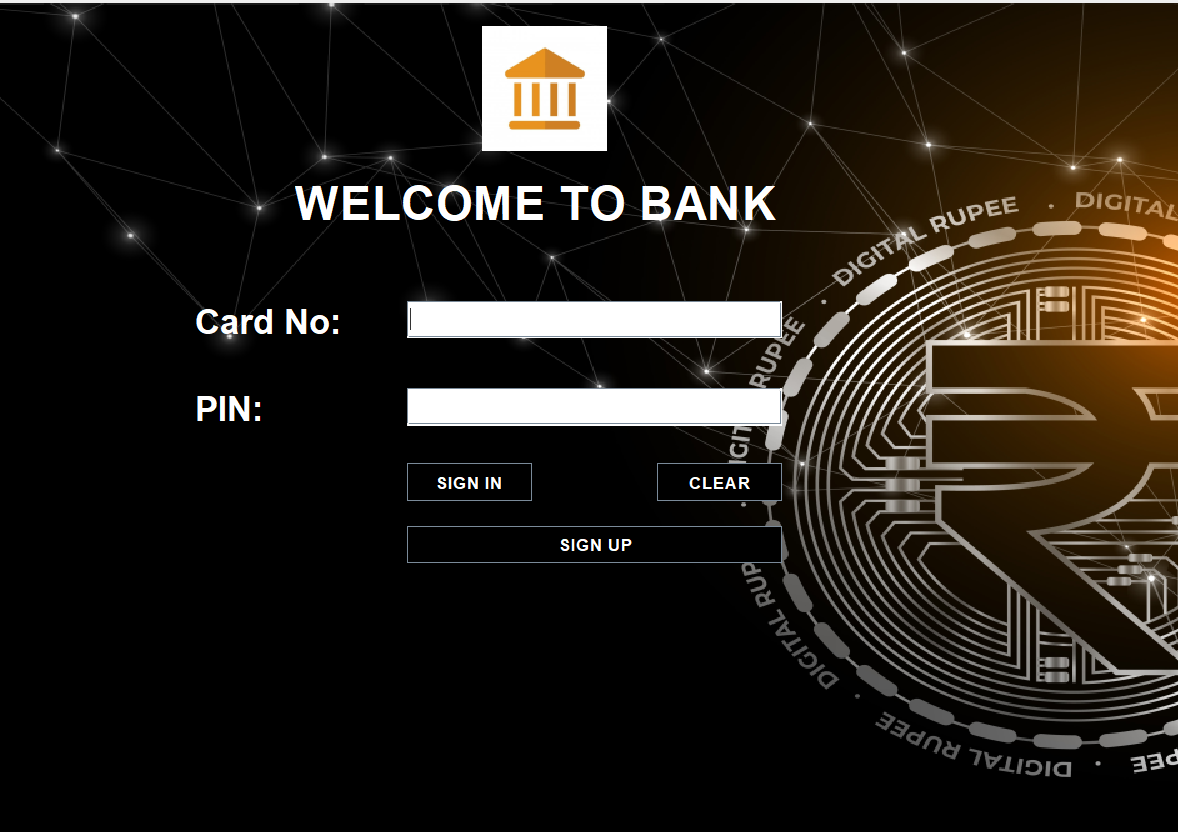 WELCOME TO BANK
Card No:
PIN:
SIGN IN
CLEAR
SIGN UP
DIGITAL RUPEE
DIGITAL
RUPEE
DIGITAL RUPEE
DIGITAL RUPEE